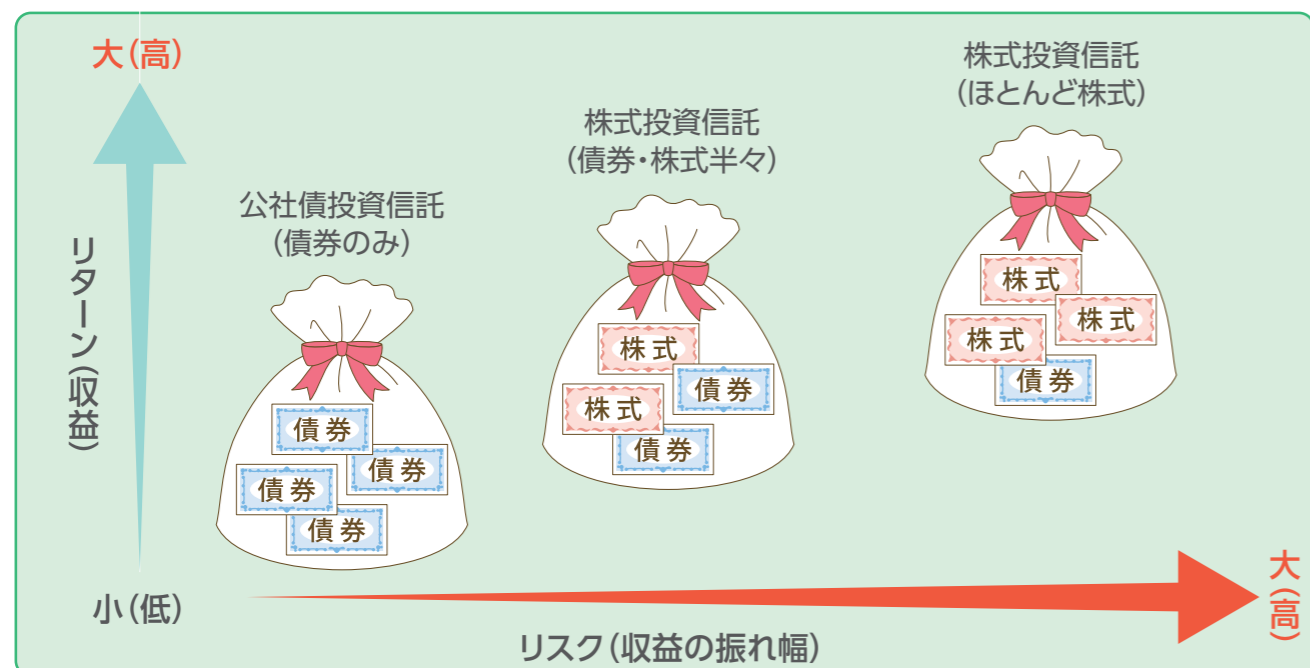 大(高)
リターン(収益)
小(低)
公社債投資信託
(債券のみ)
債券
債券
債券
債券
株式投資信託
(債券・株式半々)
株式
債券
株式
債券
株式投資信託
(ほとんど株式)
株式
株式
株式
債券
リスク(収益の振れ幅)
大(高)